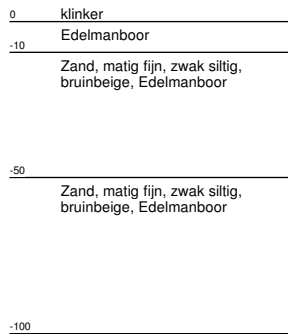 0 klinker
Edelmanboor
-10
Zand, matig fijn, zwak siltig,
bruinbeige, Edelmanboor
-50
Zand, matig fijn, zwak siltig,
bruinbeige, Edelmanboor
-100